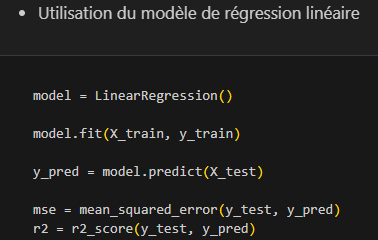 • Utilisation du modèle de régression linéaire
model = LinearRegression()
model.fit(X_train, y_train)
y_pred = model.predict(X_test)
mse = mean_squared_error(y_test, y_pred)
r2 = r2_score(y_test, y_pred)